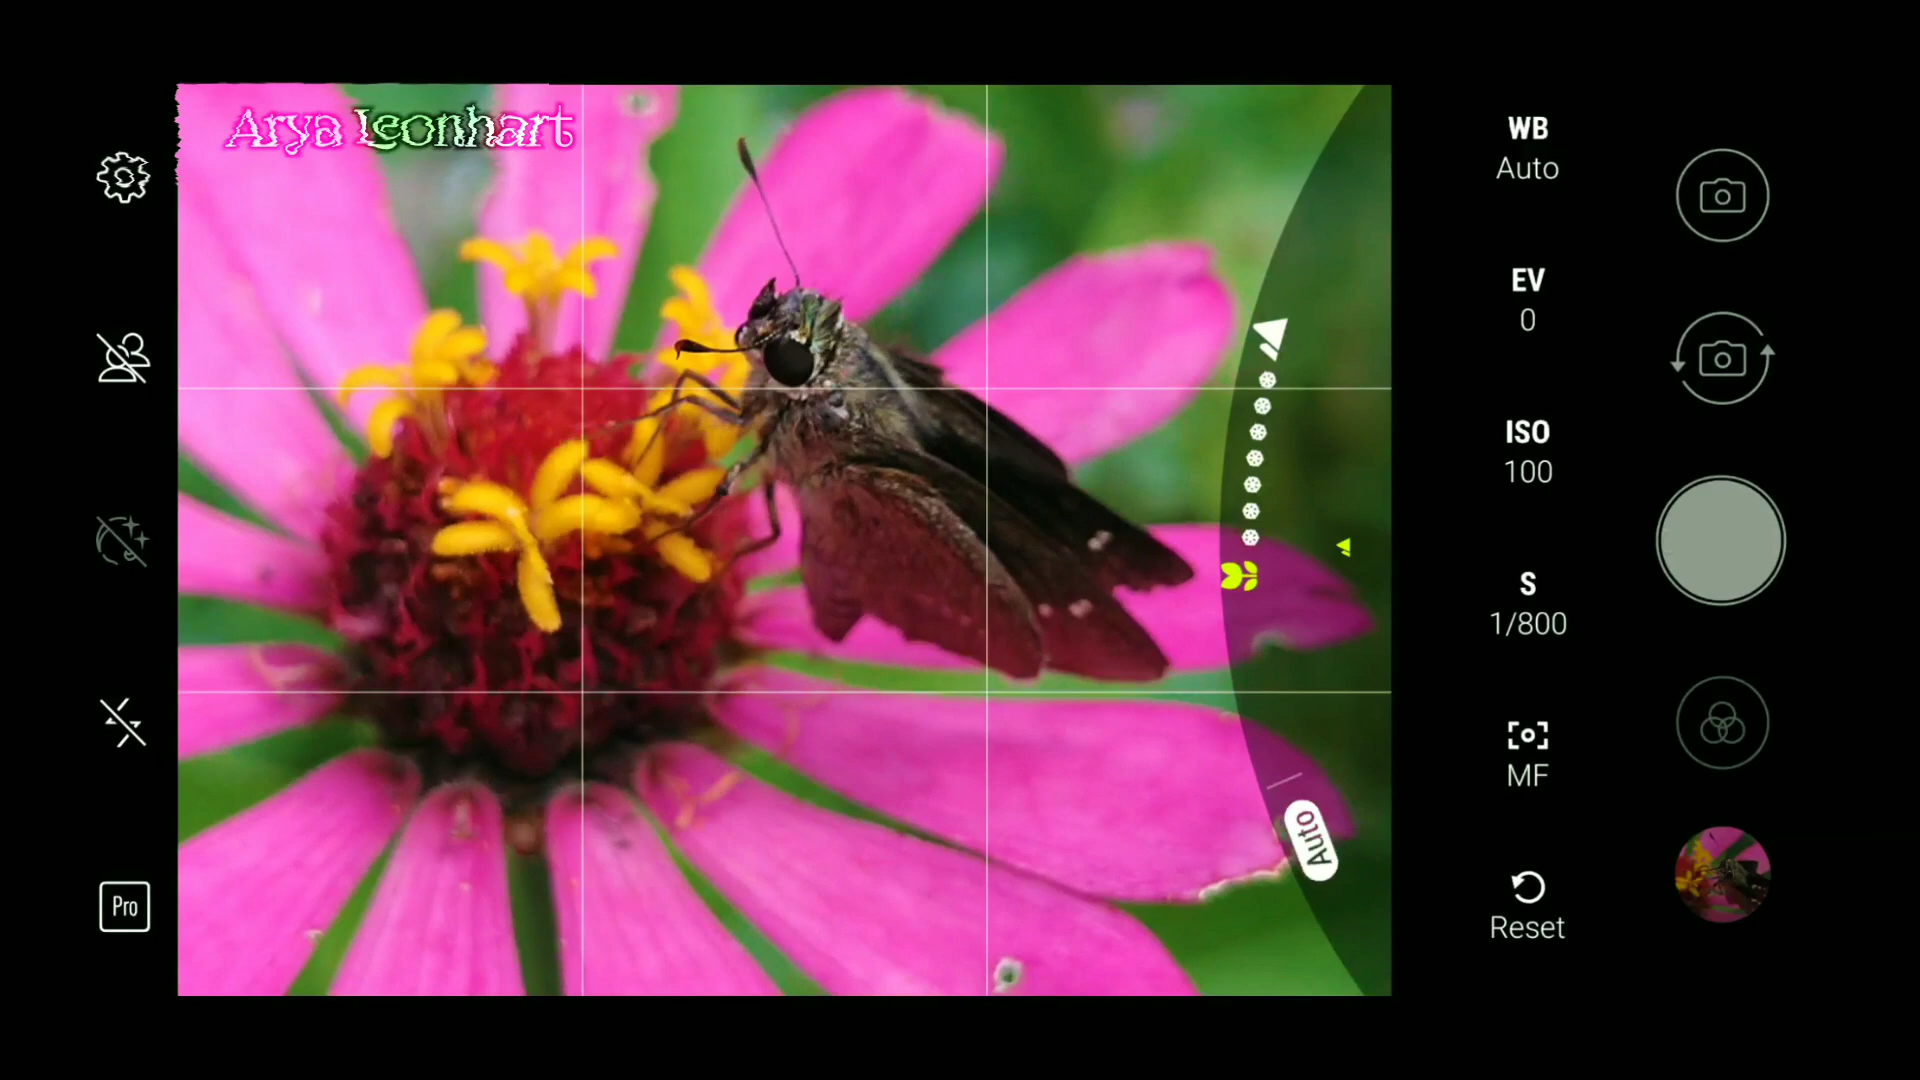 Arya Leonhart
WB
Auto
EV
0
ISO
100
S
1/800
MF
Reset
Pro
Auto